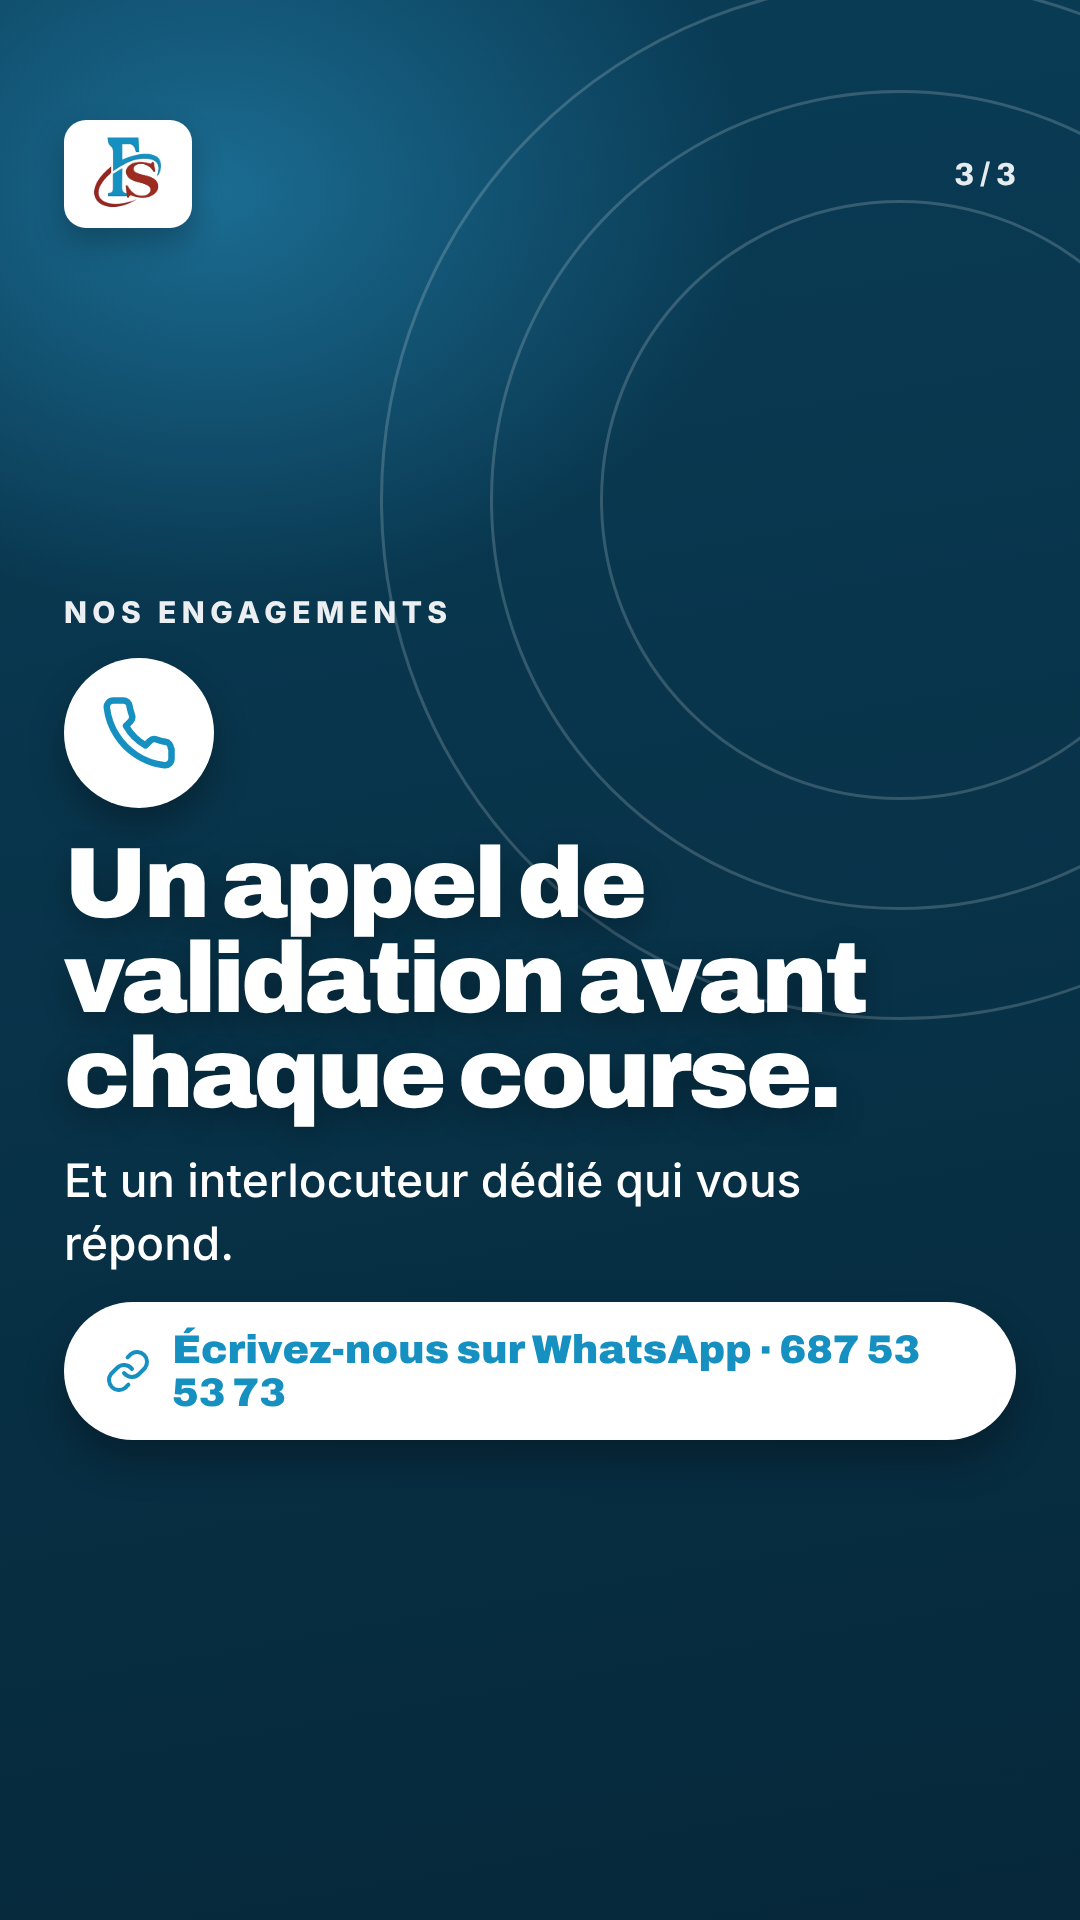 FS
3 / 3
NOS ENGAGEMENTS
Un appel de
validation avant
chaque course.
Et un interlocuteur dédié qui vous
répond.
Écrivez-nous sur WhatsApp · 687 53
53 73